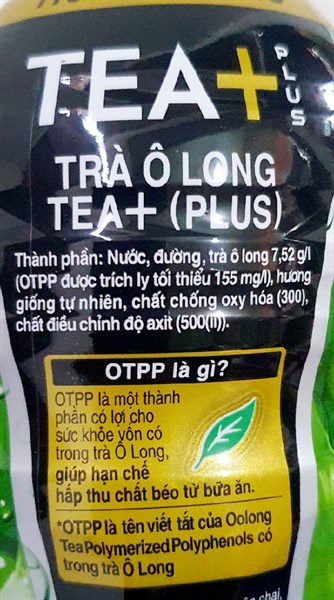 TEA+
PLUS
TRÀ Ô LONG
TEA+ (PLUS)
Thành phần: Nước, đường, trà ô long 7,52 g/l
(OTPP được trích ly tối thiểu 155 mg/l), hương
giống tự nhiên, chất chống oxy hóa (300),
chất điều chỉnh độ axit (500(ii)).
OTPP là gì?
OTPP là một thành
phần có lợi cho
sức khỏe vốn có
trong trà Ô Long,
giúp hạn chế
hấp thu chất béo từ bữa ăn.
*OTPP là tên viết tắt của Oolong
Tea Polymerized Polyphenols có
trong trà Ô Long
chai,